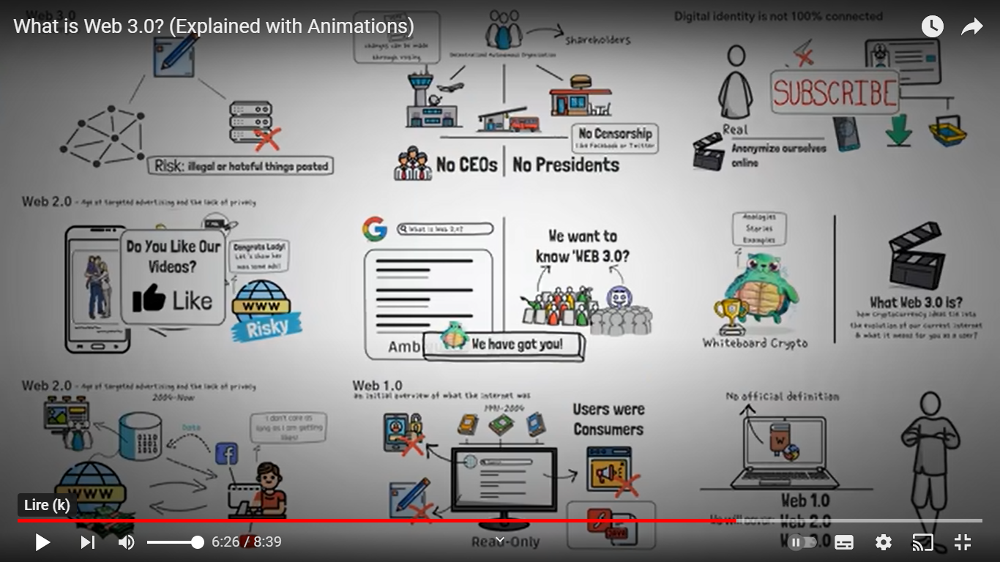 Web 3.0
What is Web 3.0? (Explained with Animations)
changes can be made
through voting
Decentralized Autonomous Organization
shareholders
Digital identity is not 100% connected
SUBSCRIBE
Risk: illegal or hateful things posted
No Censorship
like Facebook or Twitter
No CEOs
No Presidents
Real
Anonymize ourselves
online
Web 2.0 - Age of targeted advertising and the lack of privacy
Do You Like Our
Videos?
Like
Congrats Lady!
Let's show her
was some ads!
WWW
Risky
What is Web 3.0?
We want to
know 'WEB 3.0?
Amb
We have got you!
Analogies
Stories
Examples
Whiteboard Crypto
What Web 3.0 is?
how cryptocurrency ideas tie into
the evolution of our current internet
& what it means for you as a user?
Web 2.0 - Age of targeted advertising and the lack of privacy
2004-Now
0110
1001
1010
Data
I don't care as
long as I am getting
likes!
WWW
Web 1.0
an initial overview of what the internet was
1991-2004
Users were
Consumers
Java
Read-Only
No official definition
W
We will cover:
Web 1.0
Web 2.0
W 3.0
Lire (k)
6:26 / 8:39